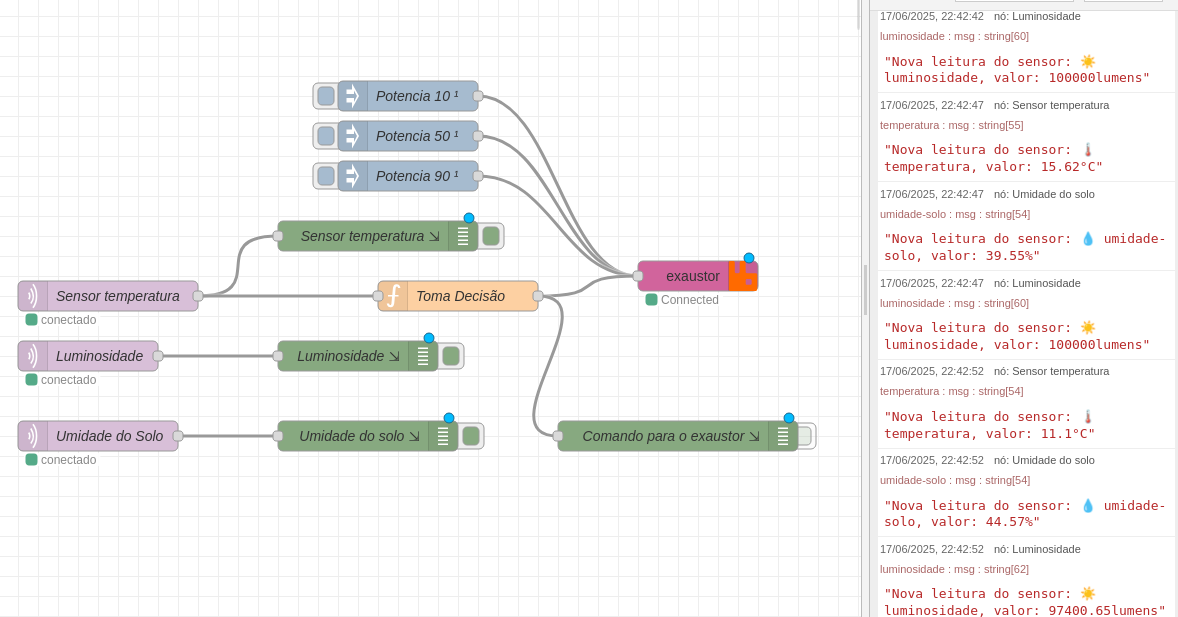 Potencia 10 ¹
Potencia 50 ¹
Potencia 90 ¹
Sensor temperatura ⇲
Sensor temperatura
conectado
Toma Decisão
exaustor
Connected
Luminosidade
conectado
Luminosidade ⇲
Umidade do Solo
conectado
Umidade do solo ⇲
Comando para o exaustor ⇲
17/06/2025, 22:42:42 nó: Luminosidade
luminosidade : msg : string[60]
"Nova leitura do sensor: ☀️
luminosidade, valor: 100000lumens"
17/06/2025, 22:42:47 nó: Sensor temperatura
temperatura : msg : string[55]
"Nova leitura do sensor: 🌡️
temperatura, valor: 15.62°C"
17/06/2025, 22:42:47 nó: Umidade do solo
umidade-solo : msg : string[54]
"Nova leitura do sensor: 💧 umidade-
solo, valor: 39.55%"
17/06/2025, 22:42:47 nó: Luminosidade
luminosidade : msg : string[60]
"Nova leitura do sensor: ☀️
luminosidade, valor: 100000lumens"
17/06/2025, 22:42:52 nó: Sensor temperatura
temperatura : msg : string[54]
"Nova leitura do sensor: 🌡️
temperatura, valor: 11.1°C"
17/06/2025, 22:42:52 nó: Umidade do solo
umidade-solo : msg : string[54]
"Nova leitura do sensor: 💧 umidade-
solo, valor: 44.57%"
17/06/2025, 22:42:52 nó: Luminosidade
luminosidade : msg : string[62]
"Nova leitura do sensor: ☀️
luminosidade, valor: 97400.65lumens"